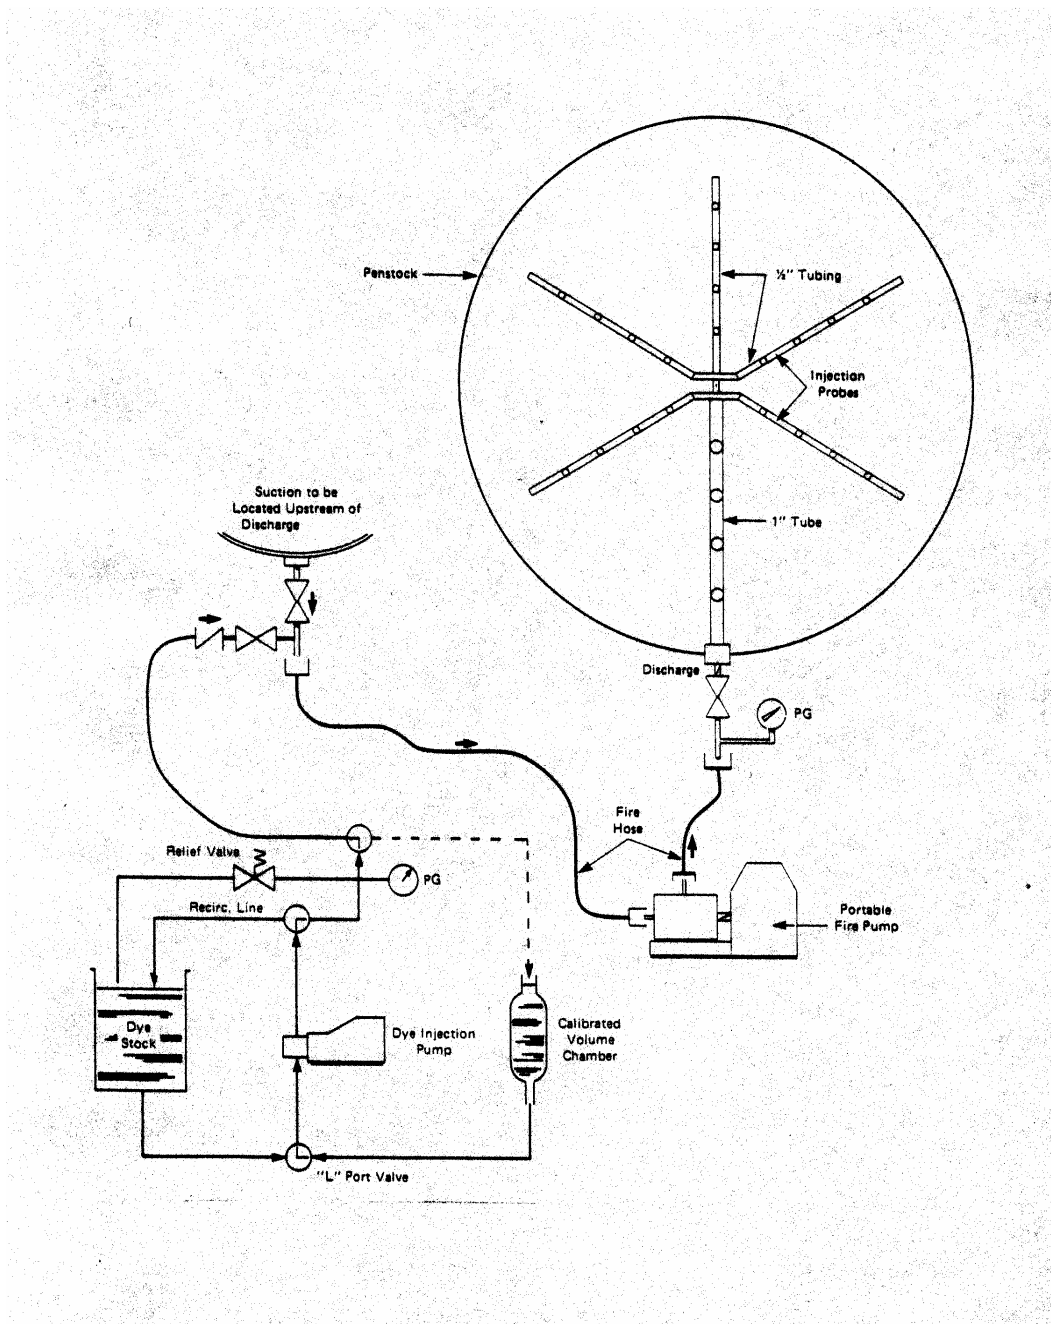 Penstock
½" Tubing
Injection
Probes
1" Tube
Suction to be
Located Upstream of
Discharge
Discharge
PG
Fire
Hose
Relief Valve
PG
Recirc. Line
Portable
Fire Pump
Dye
Stock
Dye Injection
Pump
Calibrated
Volume
Chamber
"L" Port Valve